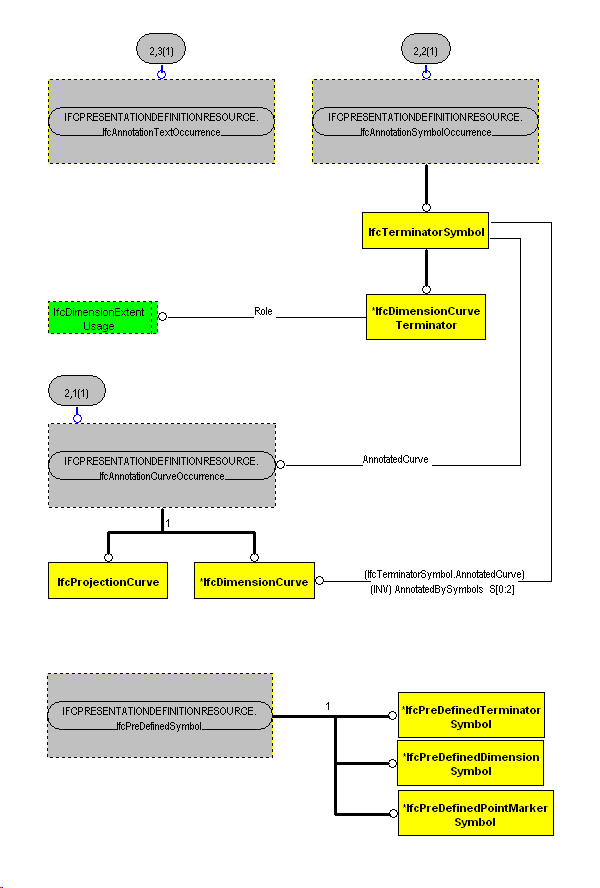 2,3(1)
2,2(1)
IFCPRESENTATIONDEFINITIONRESOURCE.
IfcAnnotationTextOccurrence
IFCPRESENTATIONDEFINITIONRESOURCE.
IfcAnnotationSymbolOccurrence
IfcTerminatorSymbol
IfcDimensionExtent
Usage
Role
*IfcDimensionCurve
Terminator
2,1(1)
IFCPRESENTATIONDEFINITIONRESOURCE.
IfcAnnotationCurveOccurrence
AnnotatedCurve
1
IfcProjectionCurve
*IfcDimensionCurve
(IfcTerminatorSymbol.AnnotatedCurve)
(INV) AnnotatedBySymbols S[0:2]
IFCPRESENTATIONDEFINITIONRESOURCE.
IfcPreDefinedSymbol
1
*IfcPreDefinedTerminator
Symbol
*IfcPreDefinedDimension
Symbol
*IfcPreDefinedPointMarker
Symbol